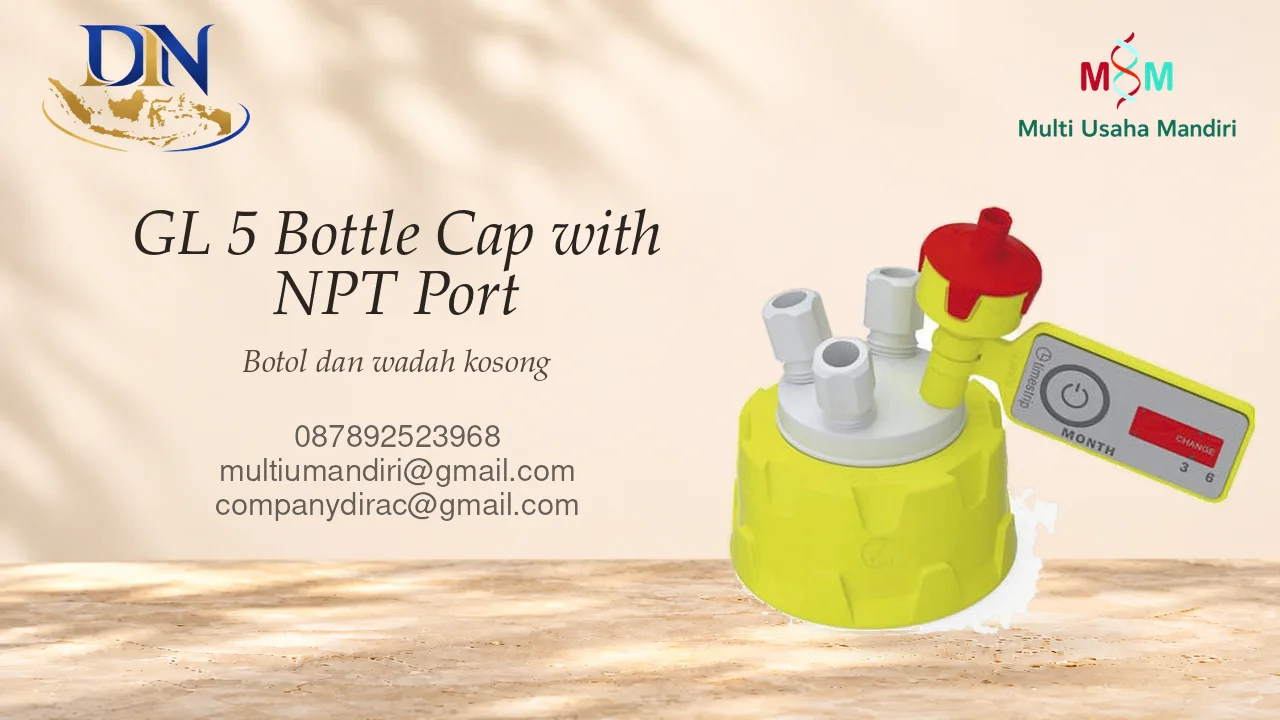 DIN
M M
Multi Usaha Mandiri
GL 5 Bottle Cap with
NPT Port
Botol dan wadah kosong
087892523968
multiumandiri@gmail.com
companydirac@gmail.com
timestrip
MONTH
CHANGE
3 6